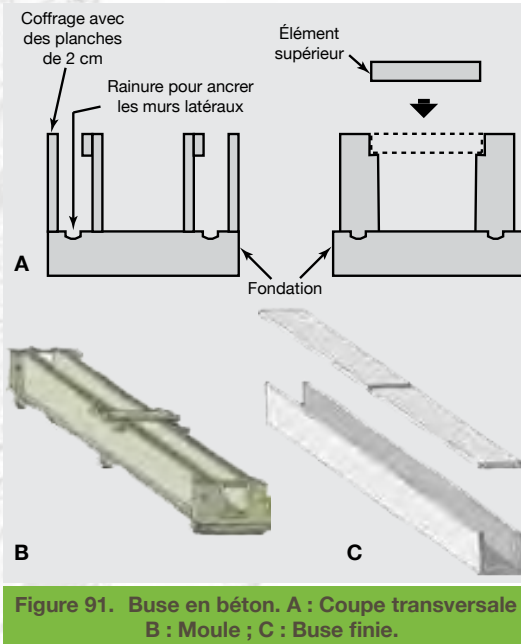 Coffrage avec
des planches
de 2 cm
Rainure pour ancrer
les murs latéraux
Élément
supérieur
A
Fondation
B
C
Figure 91. Buse en béton. A : Coupe transversale
B : Moule ; C : Buse finie.